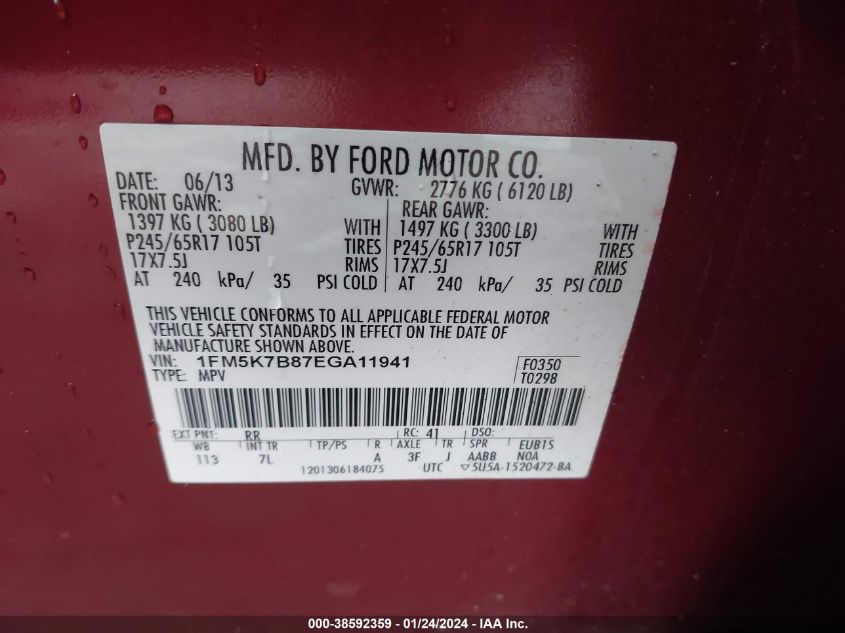 MFD. BY FORD MOTOR CO.
DATE: 06/13 GVWR: 2776 KG ( 6120 LB)
FRONT GAWR: REAR GAWR:
1397 KG ( 3080 LB) WITH 1497 KG ( 3300 LB) WITH
P245/65R17 105T TIRES P245/65R17 105T TIRES
17X7.5J RIMS 17X7.5J RIMS
AT 240 kPa/ 35 PSI COLD AT 240 kPa/ 35 PSI COLD
THIS VEHICLE CONFORMS TO ALL APPLICABLE FEDERAL MOTOR
VEHICLE SAFETY STANDARDS IN EFFECT ON THE DATE OF
MANUFACTURE SHOWN ABOVE.
VIN: 1FM5K7B87EGA11941 F0350
TYPE: MPV T0298
EXT PNT: RR RC: 41 DSO:
WB INT TR TP/PS R AXLE TR SPR EUB1S
113 7L A 3F J AABB NOA
1201306184075 UTC ▽5U5A-1520472-BA
000-38592359 - 01/24/2024 - IAA Inc.